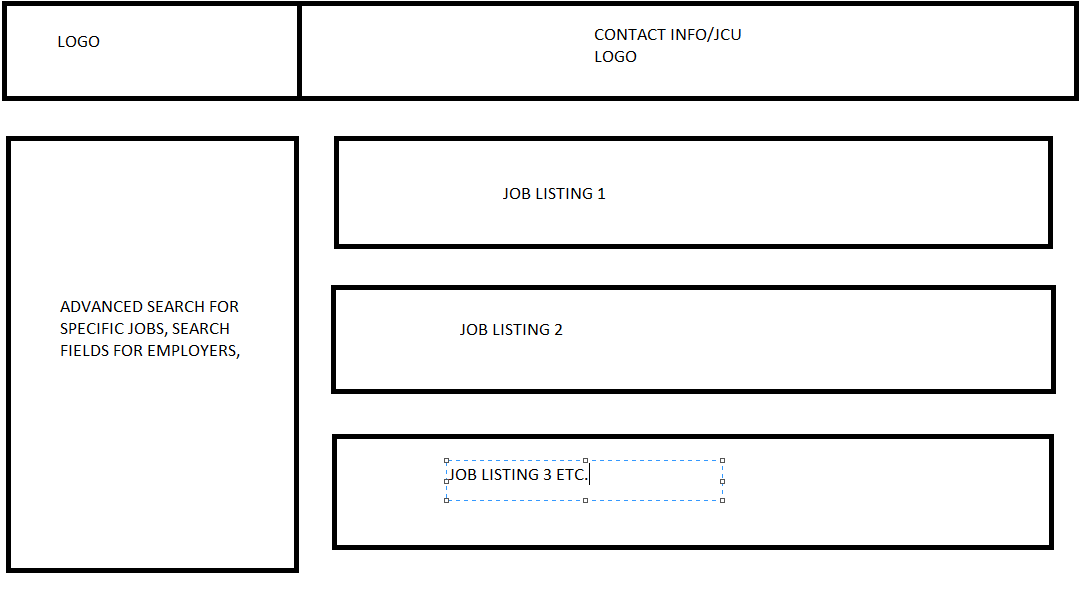 LOGO
CONTACT INFO/JCU
LOGO
JOB LISTING 1
ADVANCED SEARCH FOR
SPECIFIC JOBS, SEARCH
FIELDS FOR EMPLOYERS,
JOB LISTING 2
JOB LISTING 3 ETC.